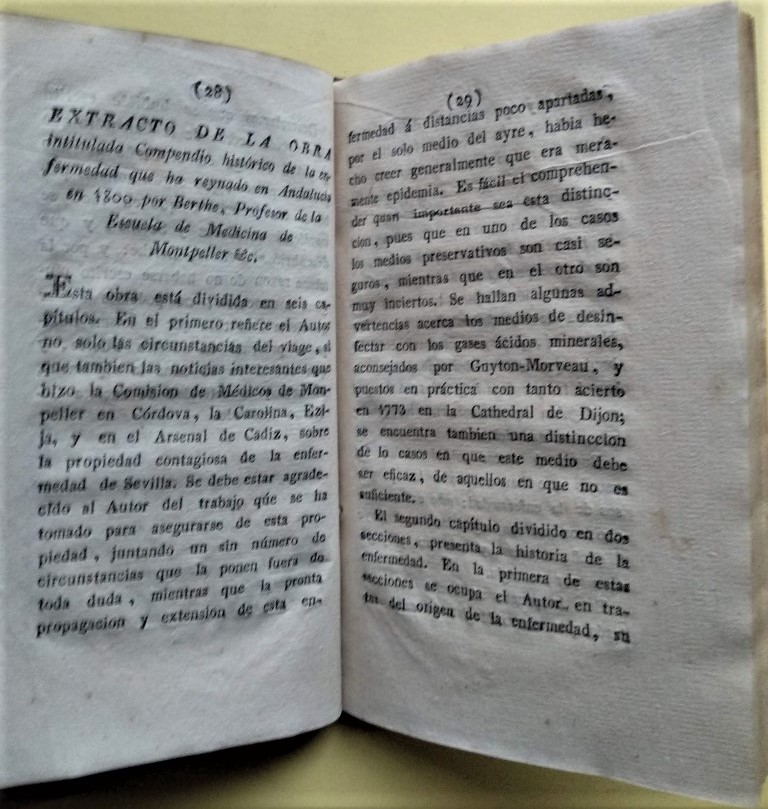 (28)
EXTRACTO DE LA OBRA
intitulada Compendio histórico de la en-
fermedad que ha reynado en Andalucia
en 1800 por Berthe, Profesor de la
Escuela de Medicina de
Montpeller &c.
Esta obra está dividida en seis ca-
pítulos. En el primero refiere el Autor
no solo las circunstancias del viage, si
que tambien las noticias interesantes que
hizo la Comision de Médicos de Mon-
peller en Córdova, la Carolina, Ezi-
ja, y en el Arsenal de Cadiz, sobre
la propiedad contagiosa de la enfer-
medad de Sevilla. Se debe estar agrade-
cido al Autor del trabajo qúe se ha
tomado para asegurarse de esta pro-
piedad, juntando un sin número de
circunstancias que la ponen fuera de
toda duda, mientras que la pronta
propagacion y extension de esta en-
(29)
fermedad á distancias poco apartadas,
por el solo medio del ayre, habia he-
cho creer generalmente que era mera-
mente epidemia. Es fácil el comprehen-
der quan importante sea esta distinc-
cion, pues que en uno de los casos
los medios preservativos son casi se-
guros, mientras que en el otro son
muy inciertos. Se hallan algunas ad-
vertencias acerca los medios de desin-
fectar con los gases ácidos minerales,
aconsejados por Guyton-Morveau, y
puestos en práctica con tanto acierto
en 1773 en la Cathedral de Dijon;
se encuentra tambien una distinccion
de lo casos en que este medio debe
ser eficaz, de aquellos en que no es
suficiente.
El segundo capítulo dividido en dos
secciones, presenta la historia de la
enfermedad. En la primera de estas
secciones se ocupa el Autor en tra-
tar del origen de la enfermedad, su